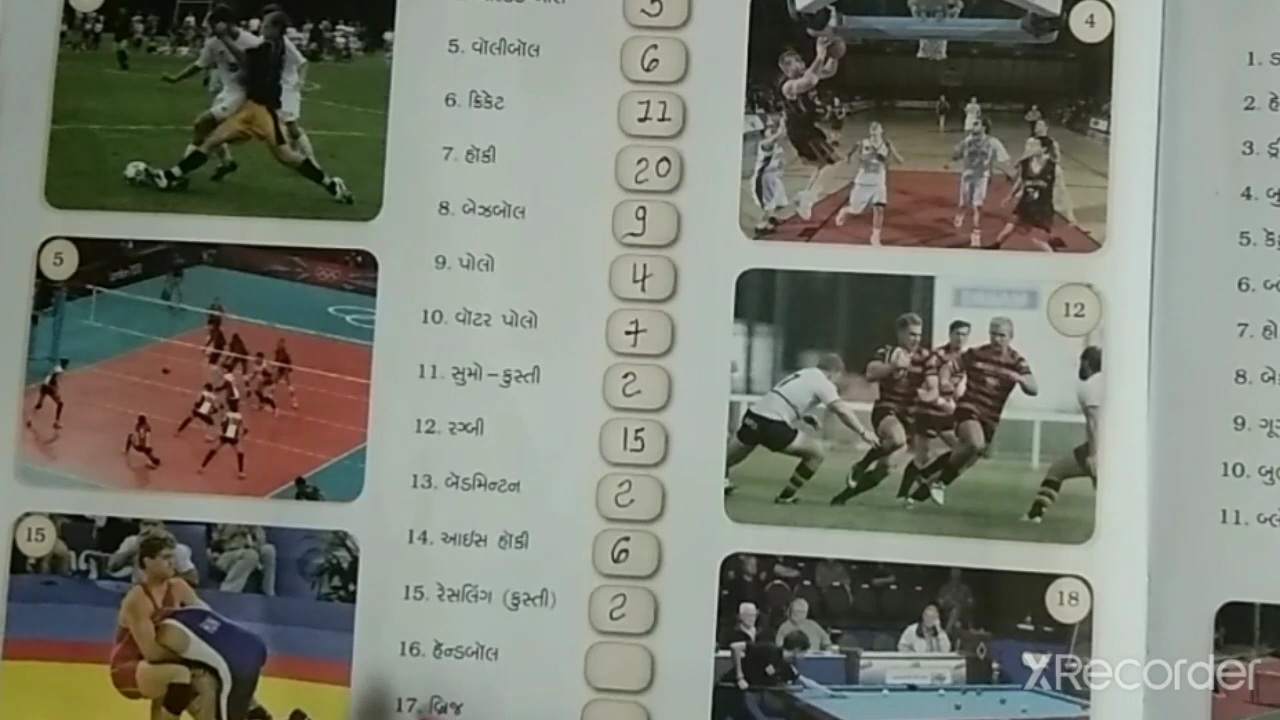 3
5. વૉલીબૉલ 6
6. ક્રિકેટ 11
7. હૉકી 20
8. બેઝબૉલ 9
9. પોલો 4
10. વૉટર પોલો 7
11. સુમો–કુસ્તી 2
12. રગ્બી 15
13. બૅડમિન્ટન 2
14. આઈસ હૉકી 6
15. રેસલિંગ (કુસ્તી) 2
16. હૅન્ડબૉલ
17. બ્રિજ
5
15
4
12
18
1.
2.
3.
4.
5.
6.
7.
8.
9.
10.
11.
XRecorder